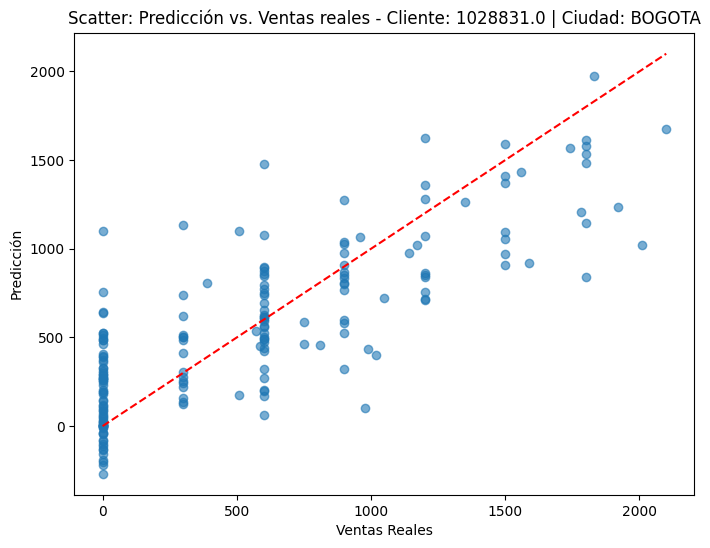 Scatter: Predicción vs. Ventas reales - Cliente: 1028831.0 | Ciudad: BOGOTA
2000
1500
1000
500
0
Predicción
0 500 1000 1500 2000
Ventas Reales